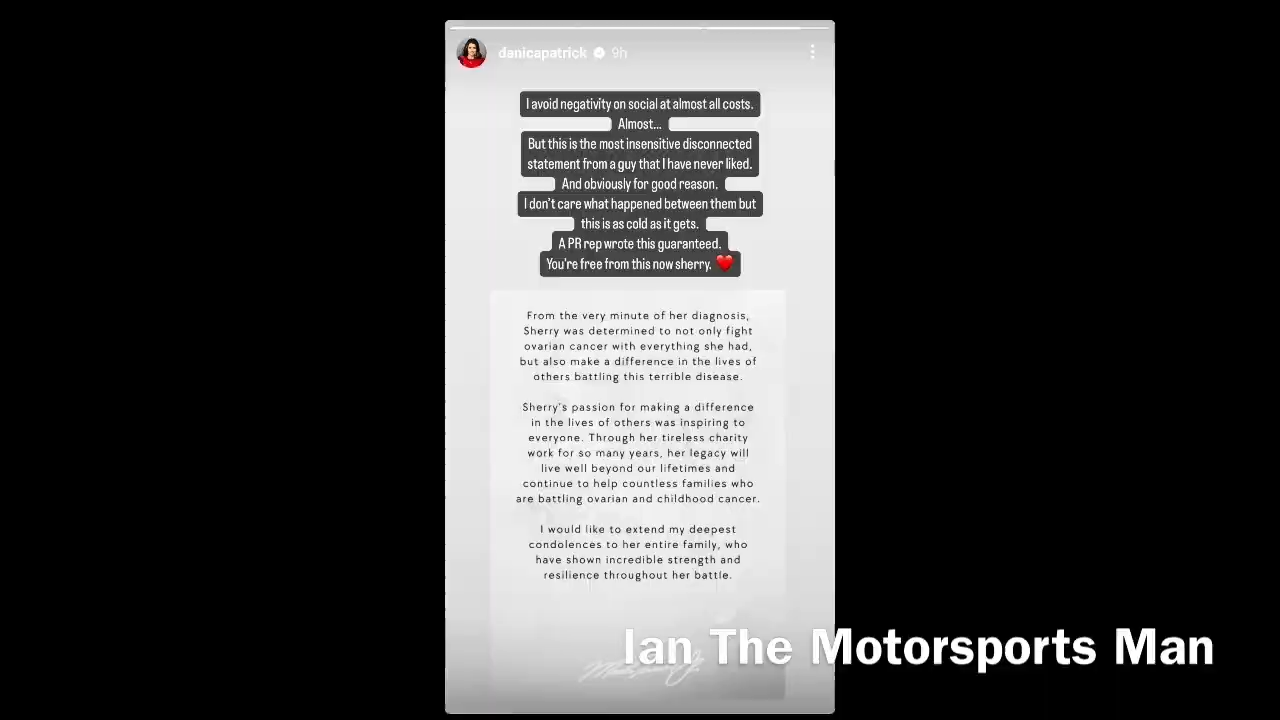 danicapatrick 9h
I avoid negativity on social at almost all costs.
Almost...
But this is the most insensitive disconnected
statement from a guy that I have never liked.
And obviously for good reason.
I don't care what happened between them but
this is as cold as it gets.
A PR rep wrote this guaranteed.
You're free from this now sherry. ❤️
From the very minute of her diagnosis,
Sherry was determined to not only fight
ovarian cancer with everything she had,
but also make a difference in the lives of
others battling this terrible disease.
Sherry's passion for making a difference
in the lives of others was inspiring to
everyone. Through her tireless charity
work for so many years, her legacy will
live well beyond our lifetimes and
continue to help countless families who
are battling ovarian and childhood cancer.
I would like to extend my deepest
condolences to her entire family, who
have shown incredible strength and
resilience throughout her battle.
Ian The Motorsports Man